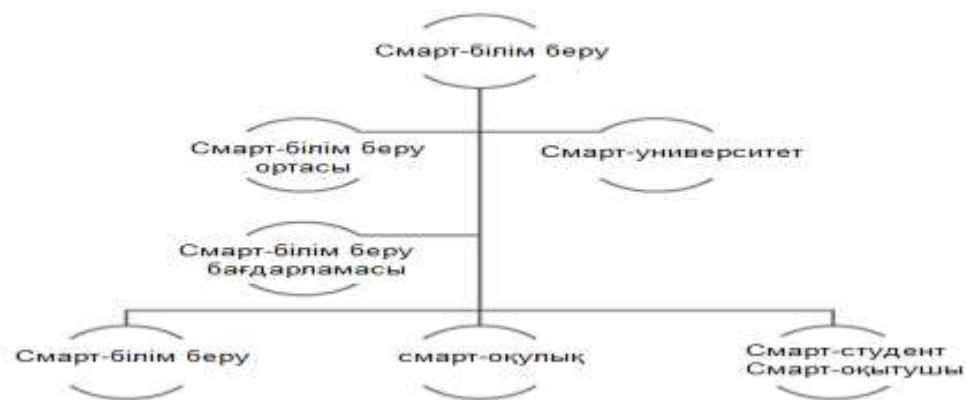 Смарт-білім беру
Смарт-білім беру
ортасы
Смарт-университет
Смарт-білім беру
бағдарламасы
Смарт-білім беру
смарт-оқулық
Смарт-студент
Смарт-оқытушы